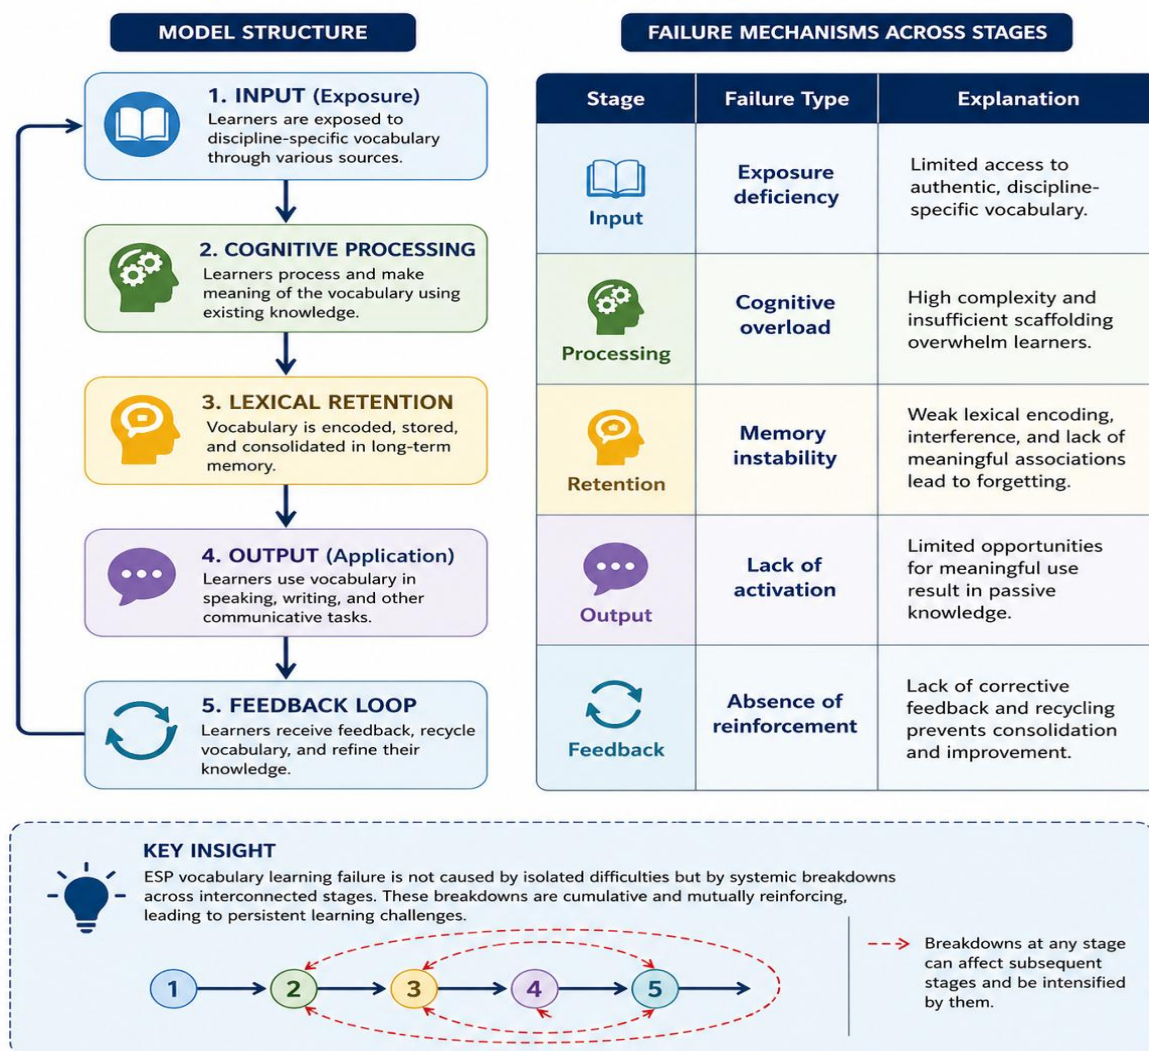 MODEL STRUCTURE
1. INPUT (Exposure)
Learners are exposed to
discipline-specific vocabulary
through various sources.
2. COGNITIVE PROCESSING
Learners process and make
meaning of the vocabulary using
existing knowledge.
3. LEXICAL RETENTION
Vocabulary is encoded, stored,
and consolidated in long-term
memory.
4. OUTPUT (Application)
Learners use vocabulary in
speaking, writing, and other
communicative tasks.
5. FEEDBACK LOOP
Learners receive feedback, recycle
vocabulary, and refine their
knowledge.
FAILURE MECHANISMS ACROSS STAGES
Stage Failure Type Explanation
Input
Exposure
deficiency
Limited access to
authentic, discipline-
specific vocabulary.
Processing
Cognitive
overload
High complexity and
insufficient scaffolding
overwhelm learners.
Retention
Memory
instability
Weak lexical encoding,
interference, and lack of
meaningful associations
lead to forgetting.
Output
Lack of
activation
Limited opportunities
for meaningful use
result in passive
knowledge.
Feedback
Absence of
reinforcement
Lack of corrective
feedback and recycling
prevents consolidation
and improvement.
KEY INSIGHT
ESP vocabulary learning failure is not caused by isolated difficulties but by systemic breakdowns
across interconnected stages. These breakdowns are cumulative and mutually reinforcing,
leading to persistent learning challenges.
1 2 3 4 5
Breakdowns at any stage
can affect subsequent
stages and be intensified
by them.